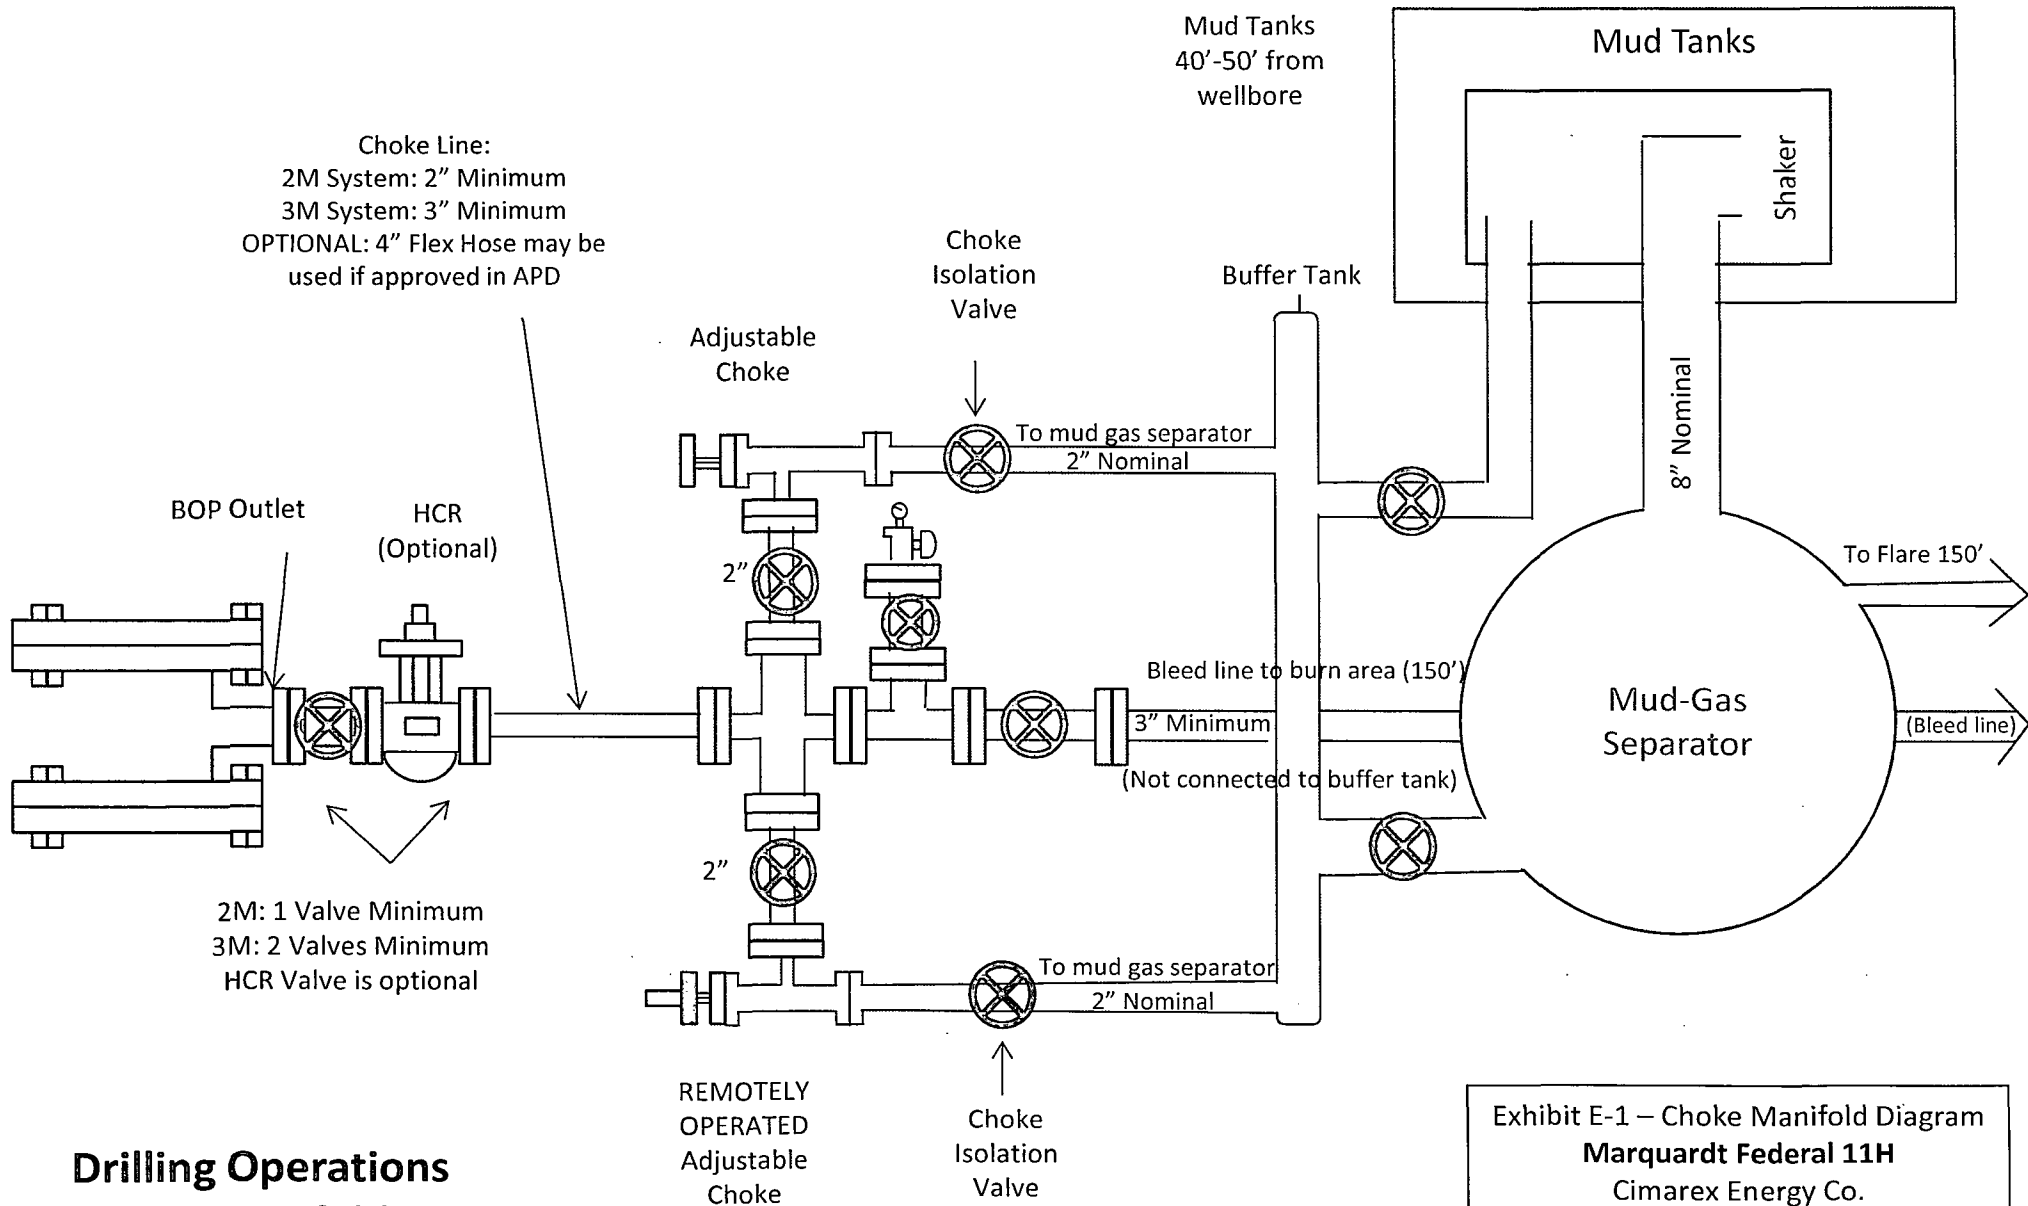 Mud Tanks
40’-50’ from
wellbore
Mud Tanks
Shaker
Choke Line:
2M System: 2” Minimum
3M System: 3” Minimum
OPTIONAL: 4” Flex Hose may be
used if approved in APD
Choke
Isolation
Valve
Buffer Tank
Adjustable
Choke
To mud gas separator
2” Nominal
8” Nominal
BOP Outlet
HCR
(Optional)
2”
To Flare 150’
Bleed line to burn area (150’)
3” Minimum
(Not connected to buffer tank)
Mud-Gas
Separator
(Bleed line)
2”
2M: 1 Valve Minimum
3M: 2 Valves Minimum
HCR Valve is optional
To mud gas separator
2” Nominal
REMOTELY
OPERATED
Adjustable
Choke
Choke
Isolation
Valve
Drilling Operations
Exhibit E-1 – Choke Manifold Diagram
Marquardt Federal 11H
Cimarex Energy Co.